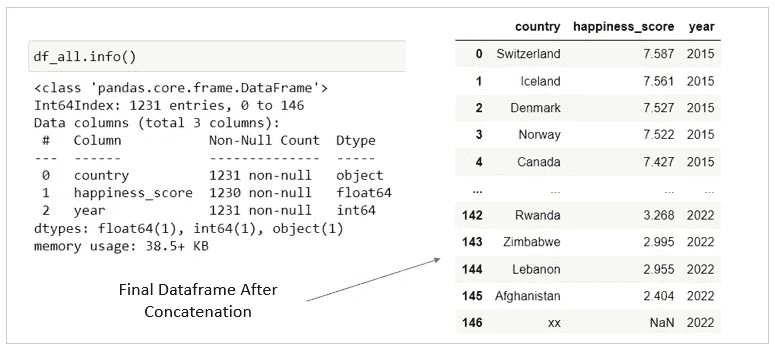 df_all.info()
<class 'pandas.core.frame.DataFrame'>
Int64Index: 1231 entries, 0 to 146
Data columns (total 3 columns):
#   Column           Non-Null Count  Dtype
---  ------           --------------  -----
0   country          1231 non-null   object
1   happiness_score  1230 non-null   float64
2   year             1231 non-null   int64
dtypes: float64(1), int64(1), object(1)
memory usage: 38.5+ KB
Final Dataframe After
Concatenation
country happiness_score year
0 Switzerland 7.587 2015
1 Iceland 7.561 2015
2 Denmark 7.527 2015
3 Norway 7.522 2015
4 Canada 7.427 2015
... ... ... ...
142 Rwanda 3.268 2022
143 Zimbabwe 2.995 2022
144 Lebanon 2.955 2022
145 Afghanistan 2.404 2022
146 xx NaN 2022